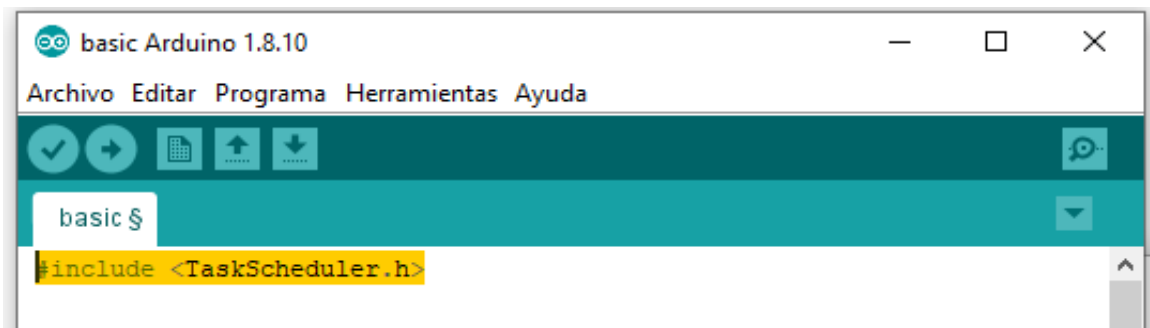 basic Arduino 1.8.10
Archivo Editar Programa Herramientas Ayuda
basic §
#include <TaskScheduler.h>